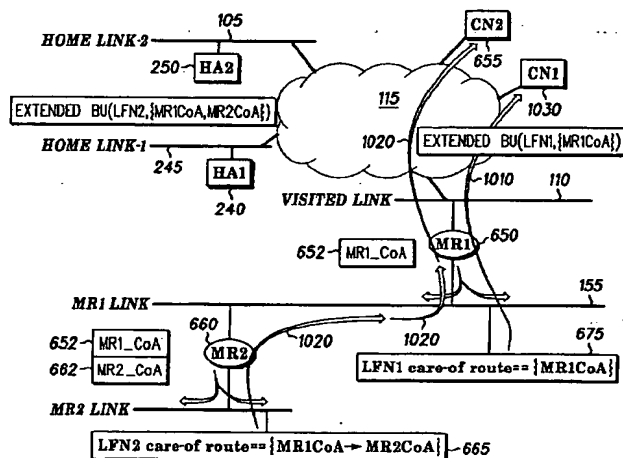 105
HOME LINK-2
CN2
655
250
HA2
CN1
1030
115
EXTENDED BU(LFN2,{MR1CoA,MR2CoA})
1020
EXTENDED BU(LFN1,{MR1CoA})
HOME LINK-1
245
HA1
240
1010
VISITED LINK
110
652
MR1_CoA
MR1
650
MR1 LINK
155
652
MR1_CoA
660
1020
1020
675
662
MR2_CoA
MR2
LFN1 care-of route== {MR1CoA}
MR2 LINK
LFN2 care-of route== {MR1CoA→MR2CoA}
665